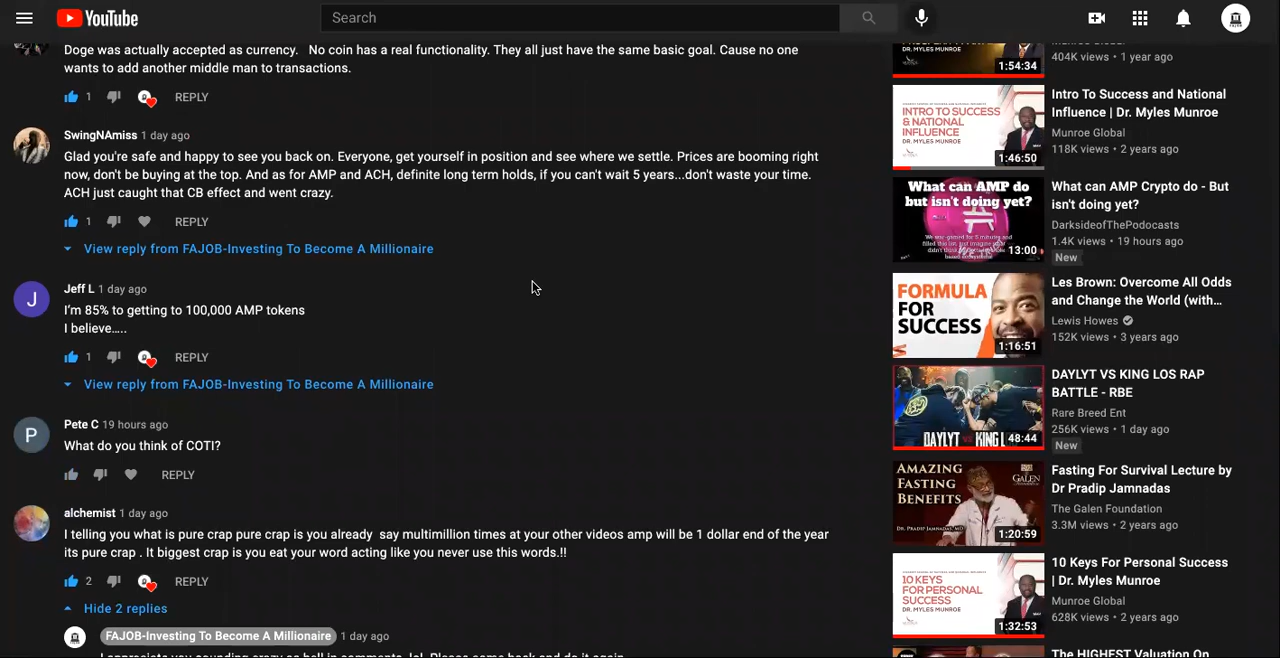 YouTube
Search
Doge was actually accepted as currency.   No coin has a real functionality. They all just have the same basic goal. Cause no one
wants to add another middle man to transactions.
1
REPLY
SwingNAmiss 1 day ago
Glad you're safe and happy to see you back on. Everyone, get yourself in position and see where we settle. Prices are booming right
now, don't be buying at the top. And as for AMP and ACH, definite long term holds, if you can't wait 5 years...don't waste your time.
ACH just caught that CB effect and went crazy.
1
REPLY
View reply from FAJOB-Investing To Become A Millionaire
J
Jeff L 1 day ago
I'm 85% to getting to 100,000 AMP tokens
I believe…..
1
REPLY
View reply from FAJOB-Investing To Become A Millionaire
P
Pete C 19 hours ago
What do you think of COTI?
REPLY
alchemist 1 day ago
I telling you what is pure crap pure crap is you already  say multimillion times at your other videos amp will be 1 dollar end of the year
its pure crap . It biggest crap is you eat your word acting like you never use this words.!!
2
REPLY
Hide 2 replies
FAJOB-Investing To Become A Millionaire 1 day ago
DR. MYLES MUNROE
1:54:34
404K views • 1 year ago
INTRO TO SUCCESS
& NATIONAL
INFLUENCE
DR. MYLES MUNROE
1:46:50
Intro To Success and National
Influence | Dr. Myles Munroe
Munroe Global
118K views • 2 years ago
What can AMP do
but isn't doing yet?
13:00
What can AMP Crypto do - But
isn't doing yet?
DarksideofThePodocasts
1.4K views • 19 hours ago
New
FORMULA
FOR
SUCCESS
1:16:51
Les Brown: Overcome All Odds
and Change the World (with…
Lewis Howes
152K views • 3 years ago
DAYLYT
KING L
48:44
DAYLYT VS KING LOS RAP
BATTLE - RBE
Rare Breed Ent
256K views • 1 day ago
New
AMAZING
FASTING
BENEFITS
GALEN
1:20:59
Fasting For Survival Lecture by
Dr Pradip Jamnadas
The Galen Foundation
3.3M views • 2 years ago
10 KEYS
FOR PERSONAL
SUCCESS
DR. MYLES MUNROE
1:32:53
10 Keys For Personal Success
| Dr. Myles Munroe
Munroe Global
628K views • 2 years ago
The HIGHEST Valuation On